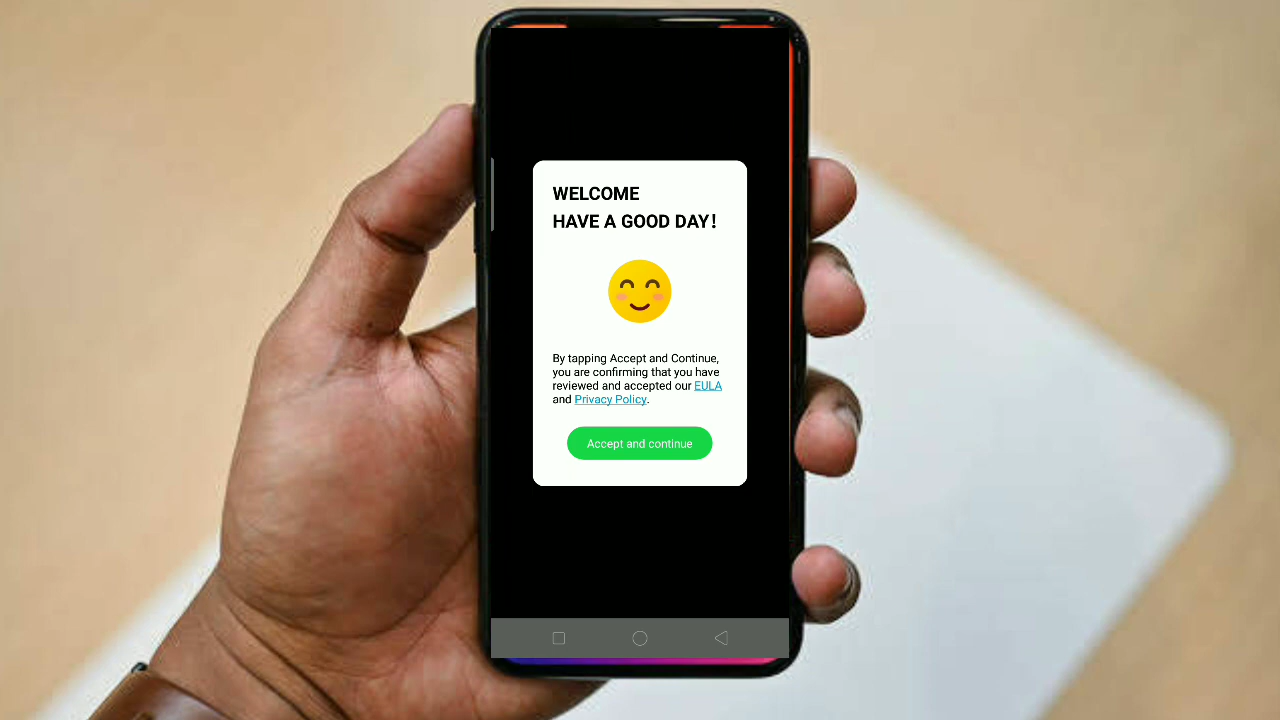 WELCOME
HAVE A GOOD DAY!
By tapping Accept and Continue,
you are confirming that you have
reviewed and accepted our EULA
and Privacy Policy.
Accept and continue